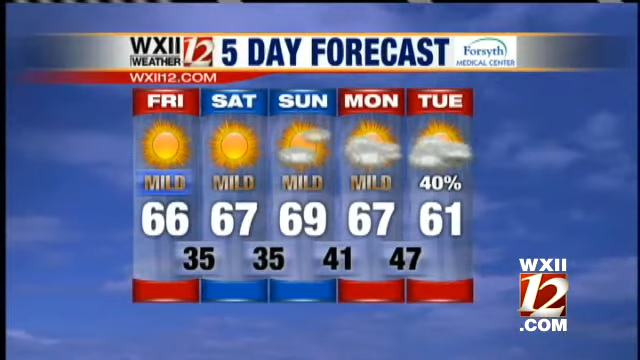 WXII 12 WEATHER 5 DAY FORECAST Forsyth MEDICAL CENTER
WXII12.COM
FRI SAT SUN MON TUE
MILD MILD MILD MILD 40%
66 67 69 67 61
35 35 41 47
WXII
12
.COM